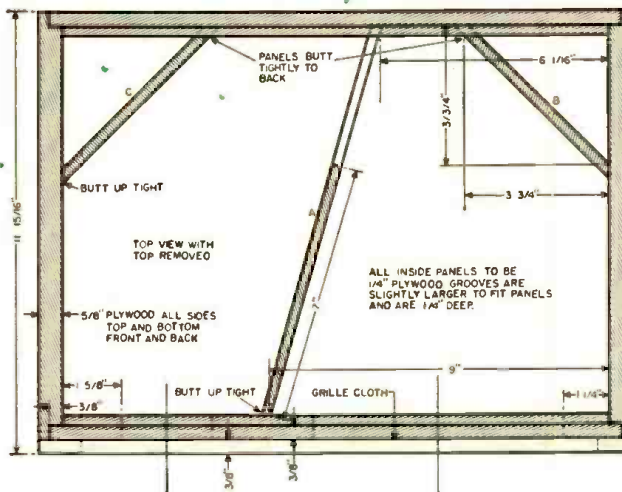 PANELS BUTT
TIGHTLY TO
BACK
6 1/16"
3 3/4"
C
B
BUTT UP TIGHT
3 3/4"
11 15/16"
A
TOP VIEW WITH
TOP REMOVED
7"
ALL INSIDE PANELS TO BE
1/4" PLYWOOD GROOVES ARE
SLIGHTLY LARGER TO FIT PANELS
AND ARE 1/4" DEEP.
5/8" PLYWOOD ALL SIDES
TOP AND BOTTOM
FRONT AND BACK
9"
1 5/8"
BUTT UP TIGHT
GRILLE CLOTH
1 1/4"
3/8"
3/8"
3/8"